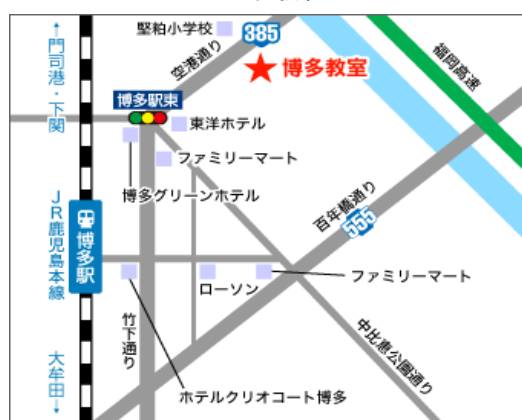 堅粕小学校
385
空港通り
博多教室
福岡高速
←門司港・下関
博多駅東
東洋ホテル
ファミリーマート
博多グリーンホテル
百年橋通り
555
JR鹿児島本線
博多駅
ローソン
ファミリーマート
竹下通り
中比恵公園通り
大牟田→
ホテルクリオコート博多